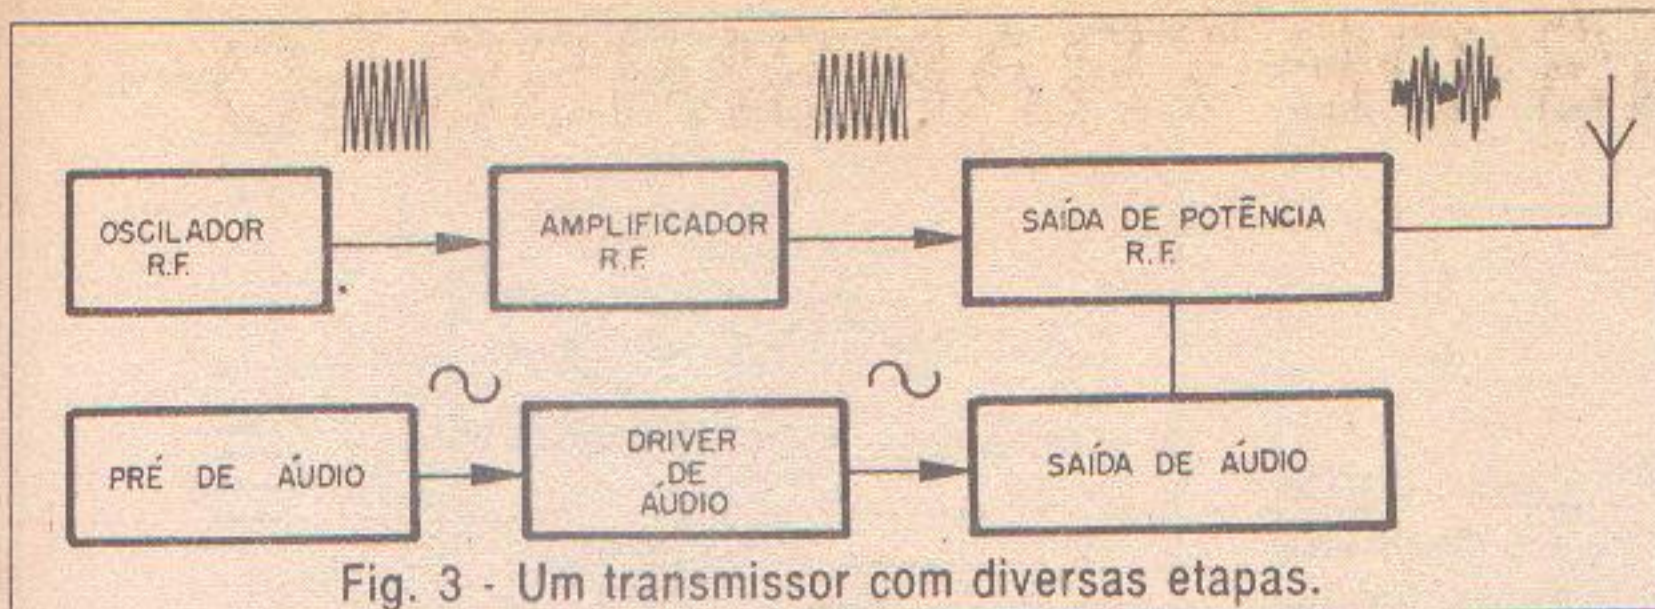 OSCILADOR
R.F.
AMPLIFICADOR
R.F.
SAÍDA DE POTÊNCIA
R.F.
PRÉ DE ÁUDIO
DRIVER
DE
ÁUDIO
SAÍDA DE ÁUDIO
Fig. 3 - Um transmissor com diversas etapas.